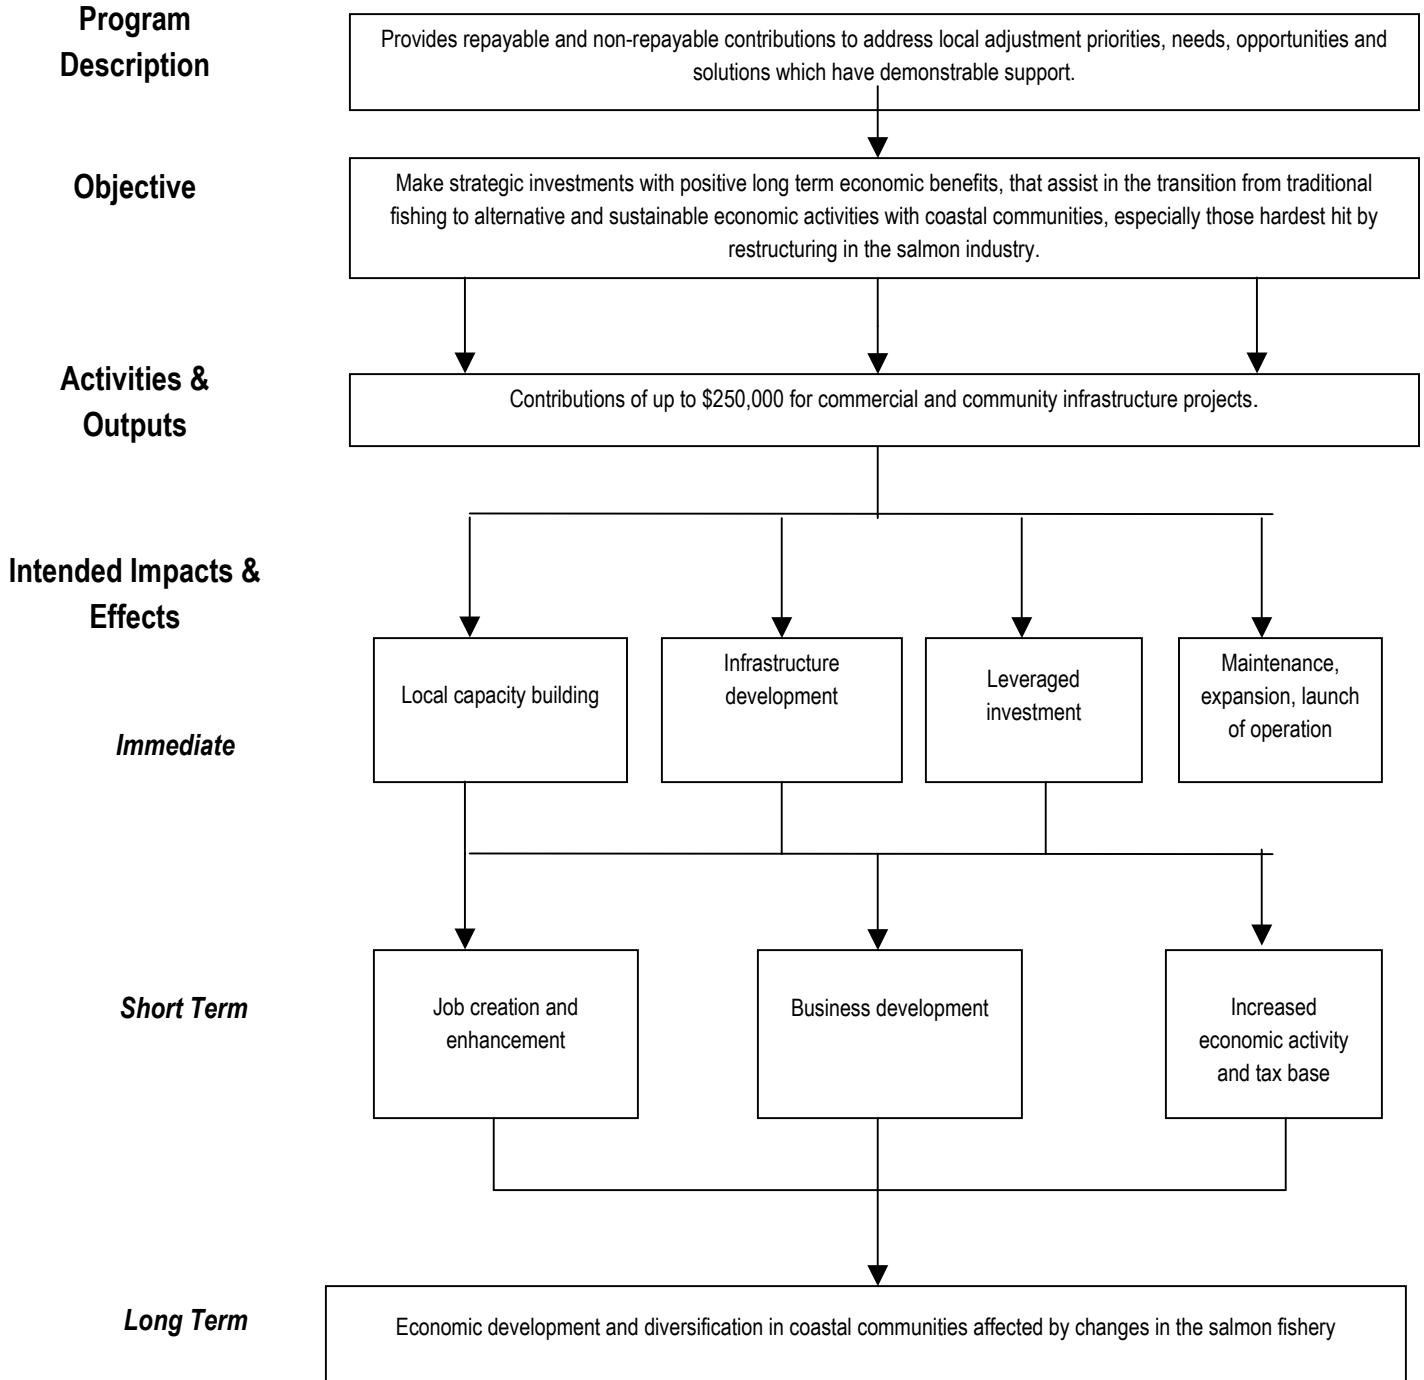 Program
Description
Provides repayable and non-repayable contributions to address local adjustment priorities, needs, opportunities and
solutions which have demonstrable support.
Objective
Make strategic investments with positive long term economic benefits, that assist in the transition from traditional
fishing to alternative and sustainable economic activities with coastal communities, especially those hardest hit by
restructuring in the salmon industry.
Activities &
Outputs
Contributions of up to $250,000 for commercial and community infrastructure projects.
Intended Impacts &
Effects
Immediate
Local capacity building
Infrastructure
development
Leveraged
investment
Maintenance,
expansion, launch
of operation
Short Term
Job creation and
enhancement
Business development
Increased
economic activity
and tax base
Long Term
Economic development and diversification in coastal communities affected by changes in the salmon fishery